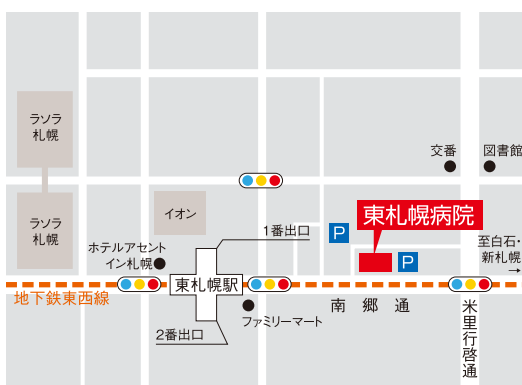 ラソラ
札幌
交番
図書館
ラソラ
札幌
イオン
P
東札幌病院
1番出口
至白石・
新札幌
ホテルアセント
イン札幌
P
東札幌駅
地下鉄東西線
南郷通
ファミリーマート
2番出口
米里行啓通